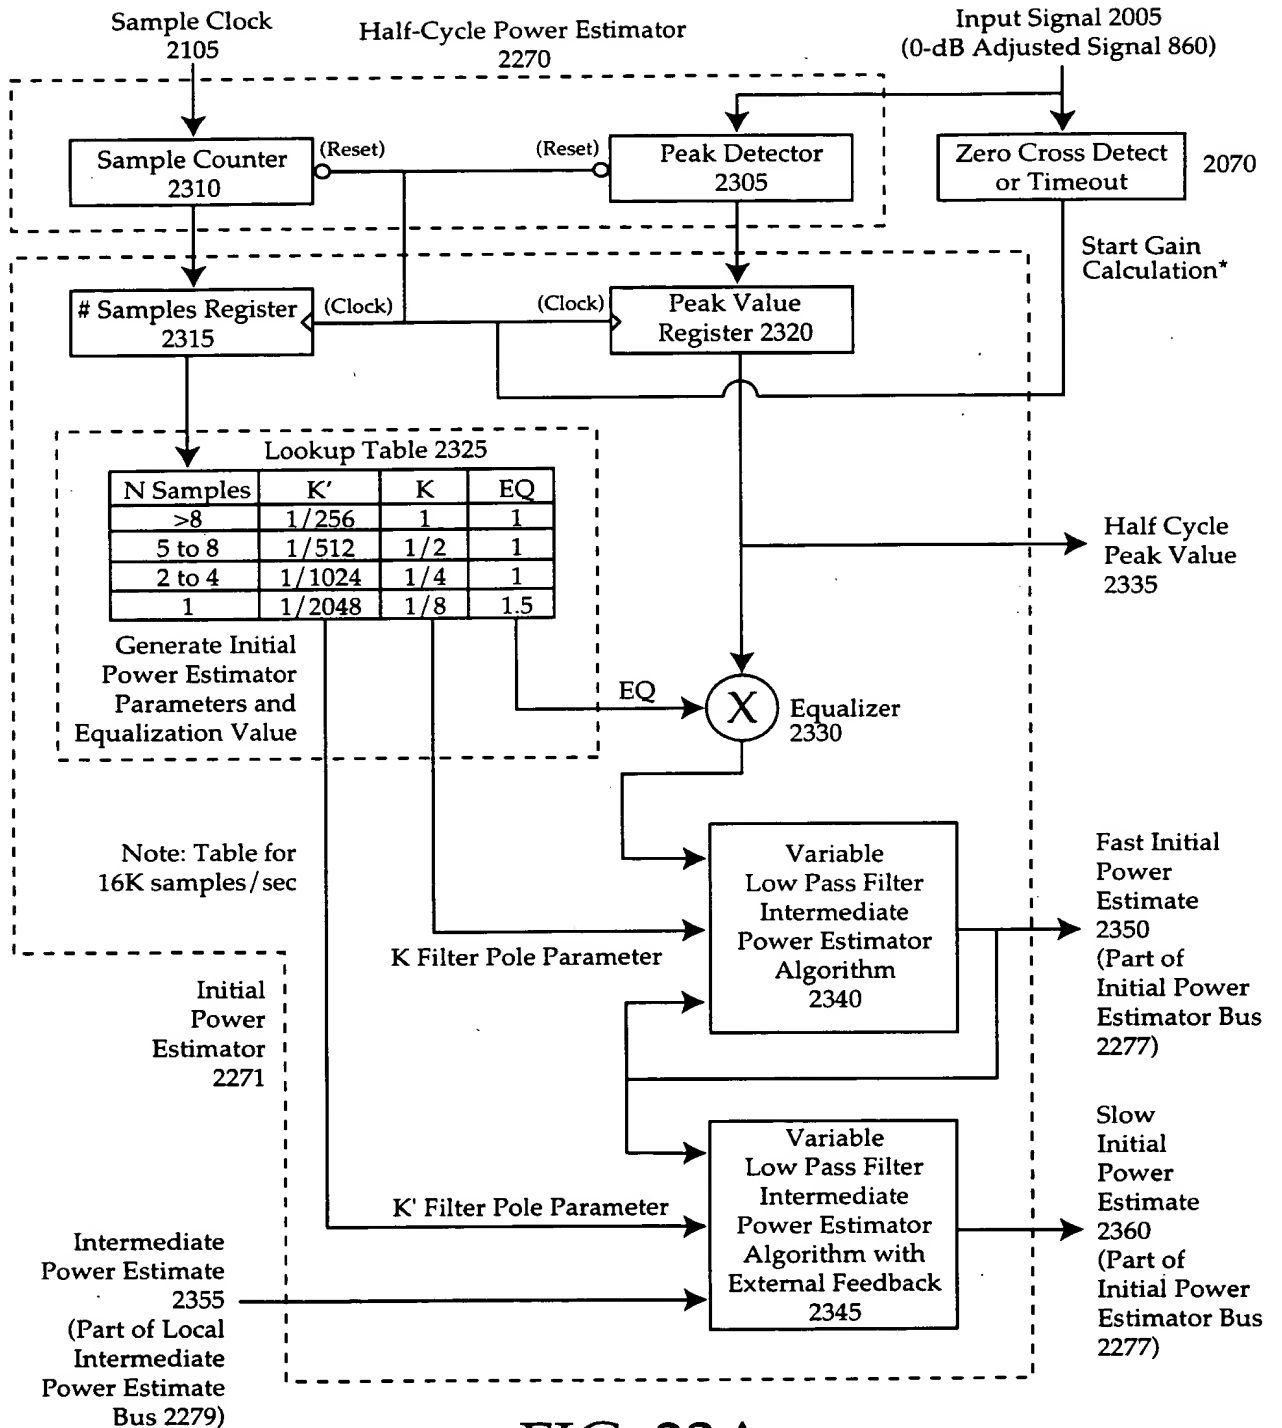 Sample Clock
2105
Half-Cycle Power Estimator
2270
Input Signal 2005
(0-dB Adjusted Signal 860)
Sample Counter
2310
(Reset)
(Reset)
Peak Detector
2305
Zero Cross Detect
or Timeout
2070
Start Gain
Calculation*
# Samples Register
2315
(Clock)
(Clock)
Peak Value
Register 2320
Lookup Table 2325
N Samples K' K EQ
>8 1/256 1 1
5 to 8 1/512 1/2 1
2 to 4 1/1024 1/4 1
1 1/2048 1/8 1.5
Generate Initial
Power Estimator
Parameters and
Equalization Value
Half Cycle
Peak Value
2335
EQ
X
Equalizer
2330
Note: Table for
16K samples/sec
Variable
Low Pass Filter
Intermediate
Power Estimator
Algorithm
2340
K Filter Pole Parameter
Fast Initial
Power
Estimate
2350
(Part of
Initial Power
Estimator Bus
2277)
Initial
Power
Estimator
2271
Variable
Low Pass Filter
Intermediate
Power Estimator
Algorithm with
External Feedback
2345
K' Filter Pole Parameter
Slow
Initial
Power
Estimate
2360
(Part of
Initial Power
Estimator Bus
2277)
Intermediate
Power Estimate
2355
(Part of Local
Intermediate
Power Estimate
Bus 2279)